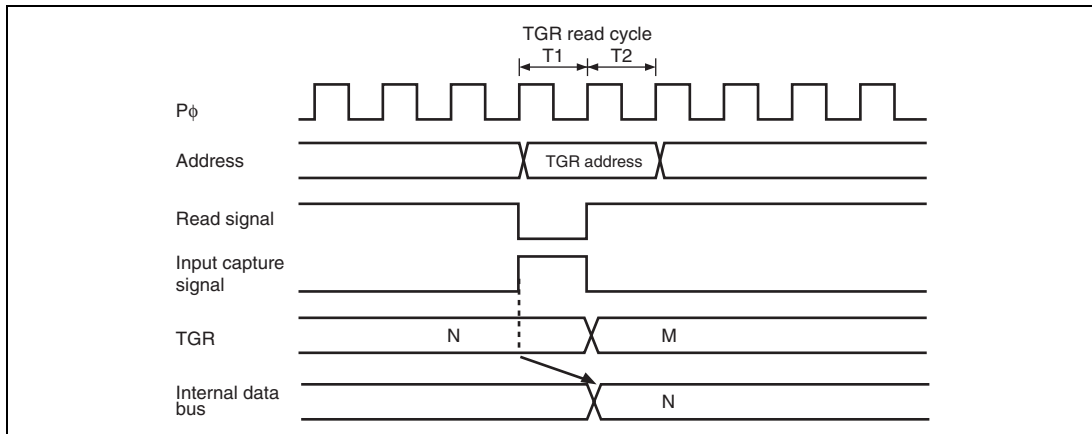 TGR read cycle
T1 T2
Pϕ
Address
TGR address
Read signal
Input capture
signal
TGR
N M
Internal data
bus
N